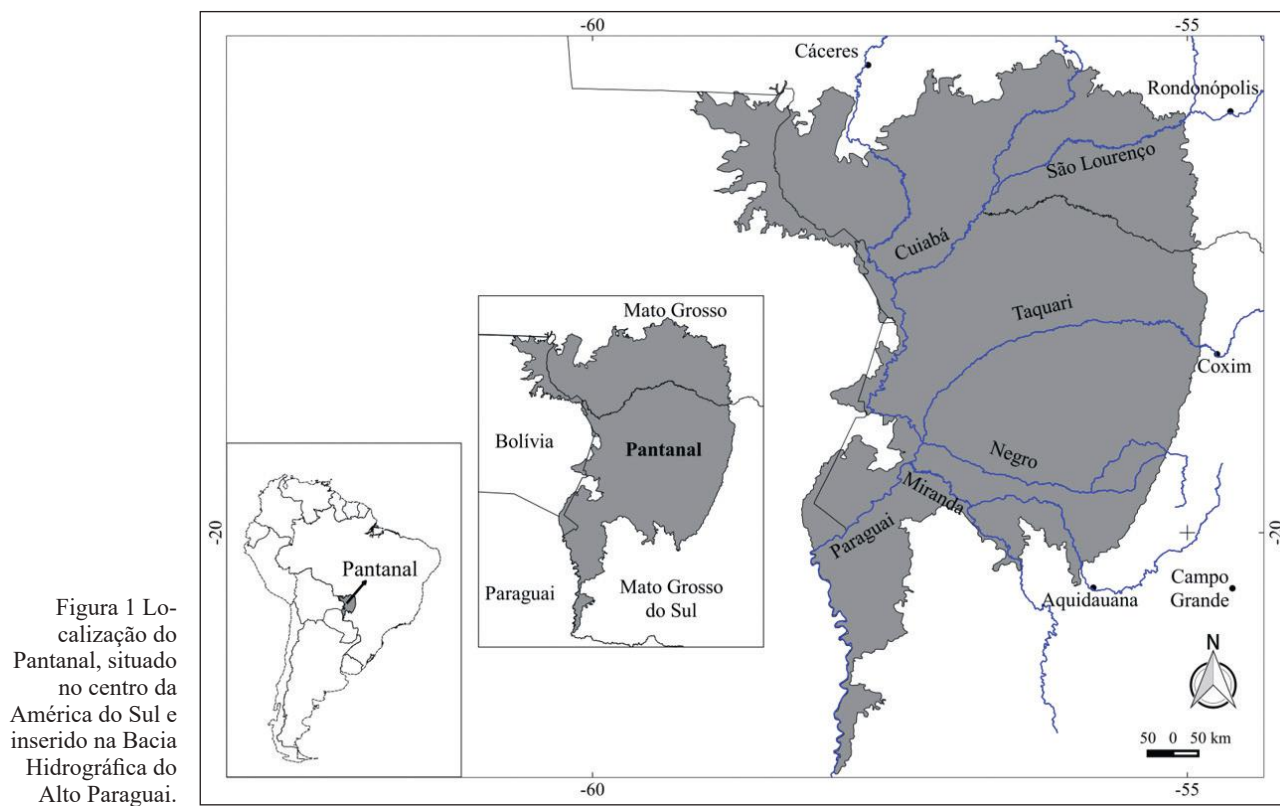 -60
-55
Cáceres
Rondonópolis
São Lourenço
Cuiabá
Taquari
Mato Grosso
Coxim
Bolívia
Pantanal
Negro
Miranda
-20
-20
Pantanal
Paraguai
Paraguai
Mato Grosso
do Sul
Aquidauana
Campo
Grande
N
50 0 50 km
-60
-55
Figura 1 Lo-
calização do
Pantanal, situado
no centro da
América do Sul e
inserido na Bacia
Hidrográfica do
Alto Paraguai.